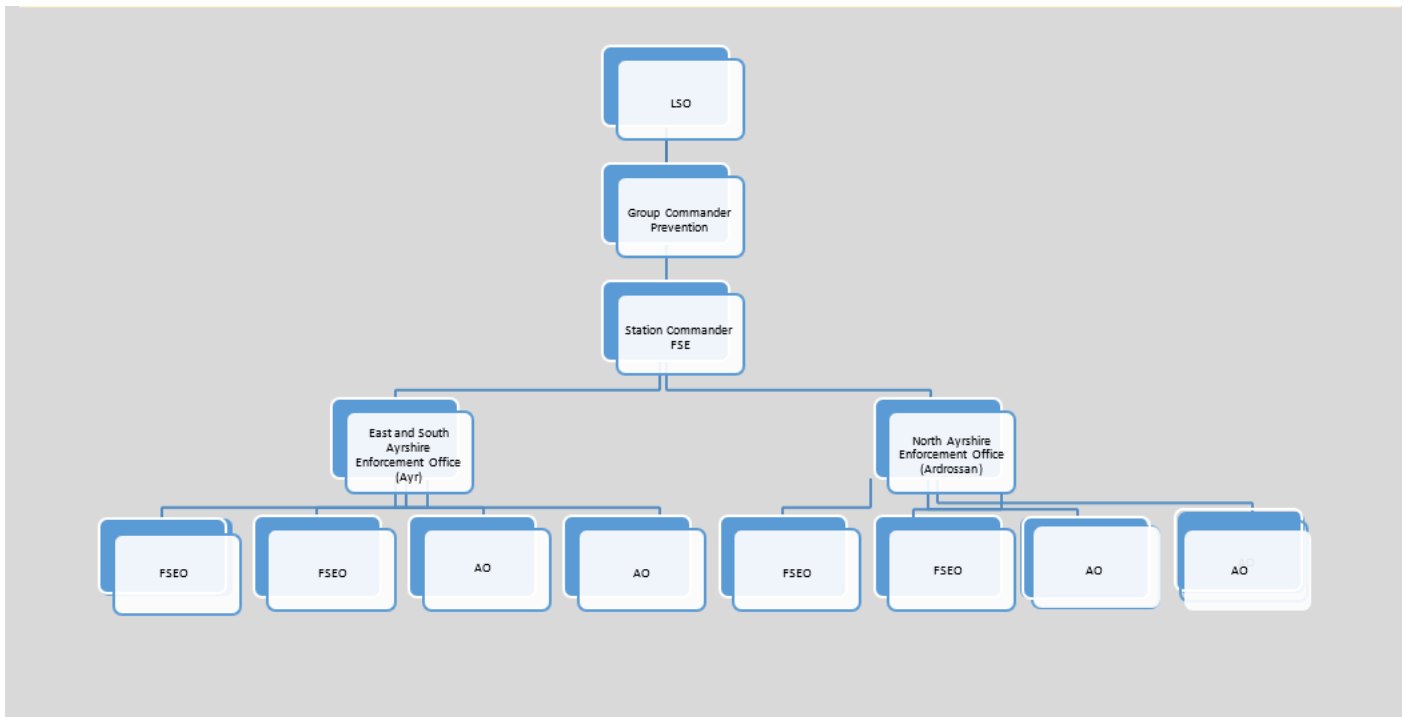 LSO
Group Commander
Prevention
Station Commander
FSE
East and South
Ayrshire
Enforcement Office
(Ayr)
North Ayrshire
Enforcement Office
(Ardrossan)
FSEO
FSEO
AO
AO
FSEO
FSEO
AO
AO